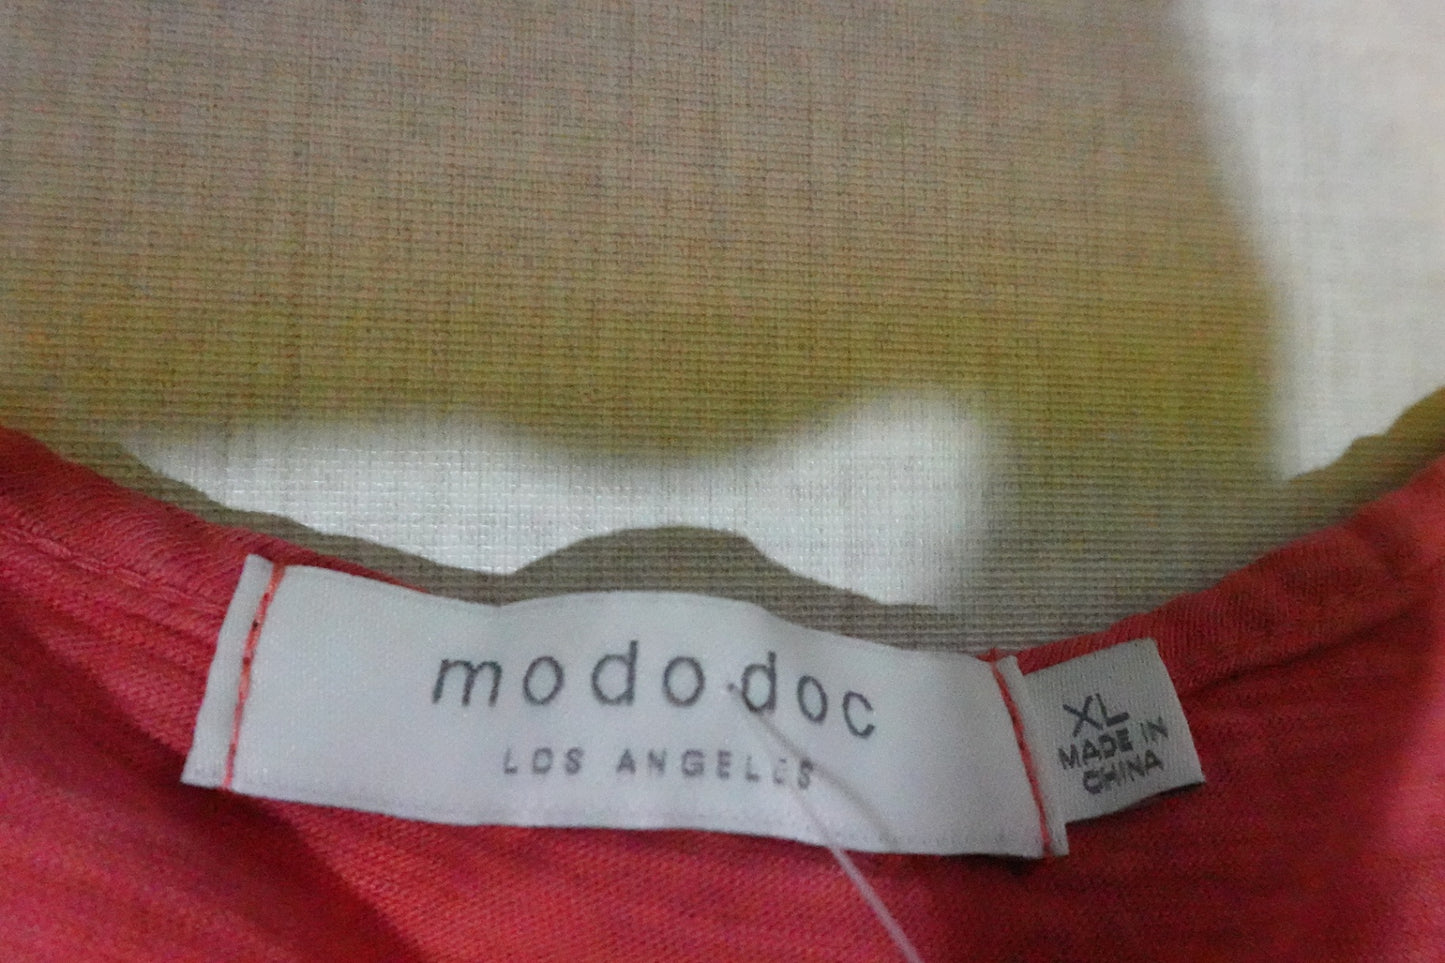 modo·doc
LOS ANGELES
XL
MADE IN
CHINA